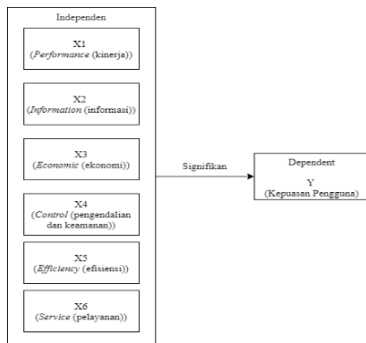 Independen
X1
(Performance (kinerja))
X2
(Information (informasi)
X3
(Economic (ekonomi)
X4
(Control (pengendalian
dan keamanan))
X5
(Efficiency (efisiensi)
X6
(Service (pelayanan))
Signifikan
Dependent
Y
(Kepuasan Pengguna)